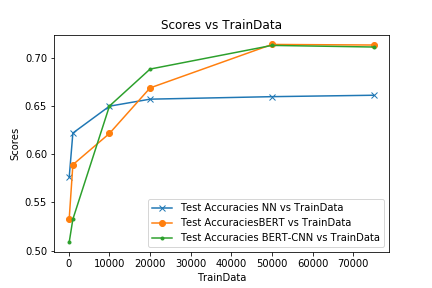 Scores vs TrainData
0.70
0.65
0.60
0.55
0.50
Scores
Test Accuracies NN vs TrainData
Test AccuraciesBERT vs TrainData
Test Accuracies BERT-CNN vs TrainData
0 10000 20000 30000 40000 50000 60000 70000
TrainData